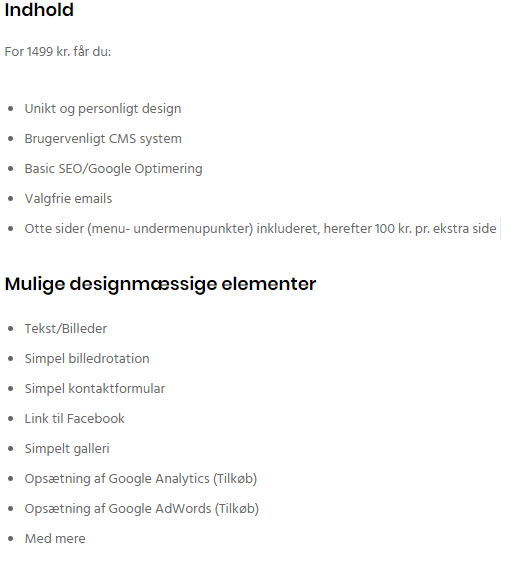 Indhold
For 1499 kr. får du:
Unikt og personligt design
Brugervenligt CMS system
Basic SEO/Google Optimering
Valgfrie emails
Otte sider (menu- undermenupunkter) inkluderet, herefter 100 kr. pr. ekstra side
Mulige designmæssige elementer
Tekst/Billeder
Simpel billedrotation
Simpel kontaktformular
Link til Facebook
Simpelt galleri
Opsætning af Google Analytics (Tilkøb)
Opsætning af Google AdWords (Tilkøb)
Med mere